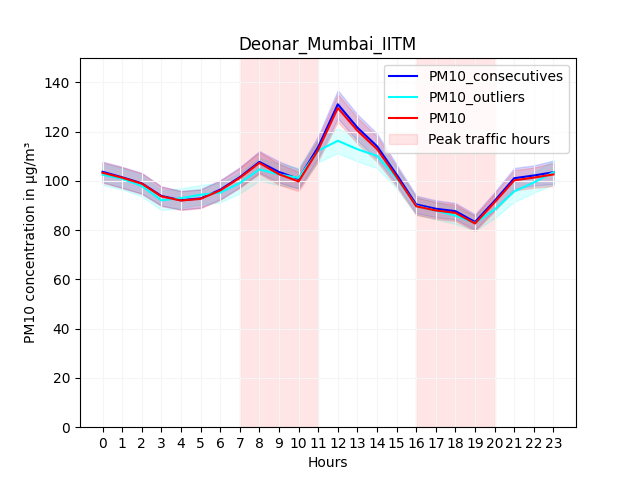 Deonar_Mumbai_IITM
PM10_consecutives
PM10_outliers
PM10
Peak traffic hours
PM10 concentration in µg/m³
140
120
100
80
60
40
20
0
0 1 2 3 4 5 6 7 8 9 10 11 12 13 14 15 16 17 18 19 20 21 22 23
Hours